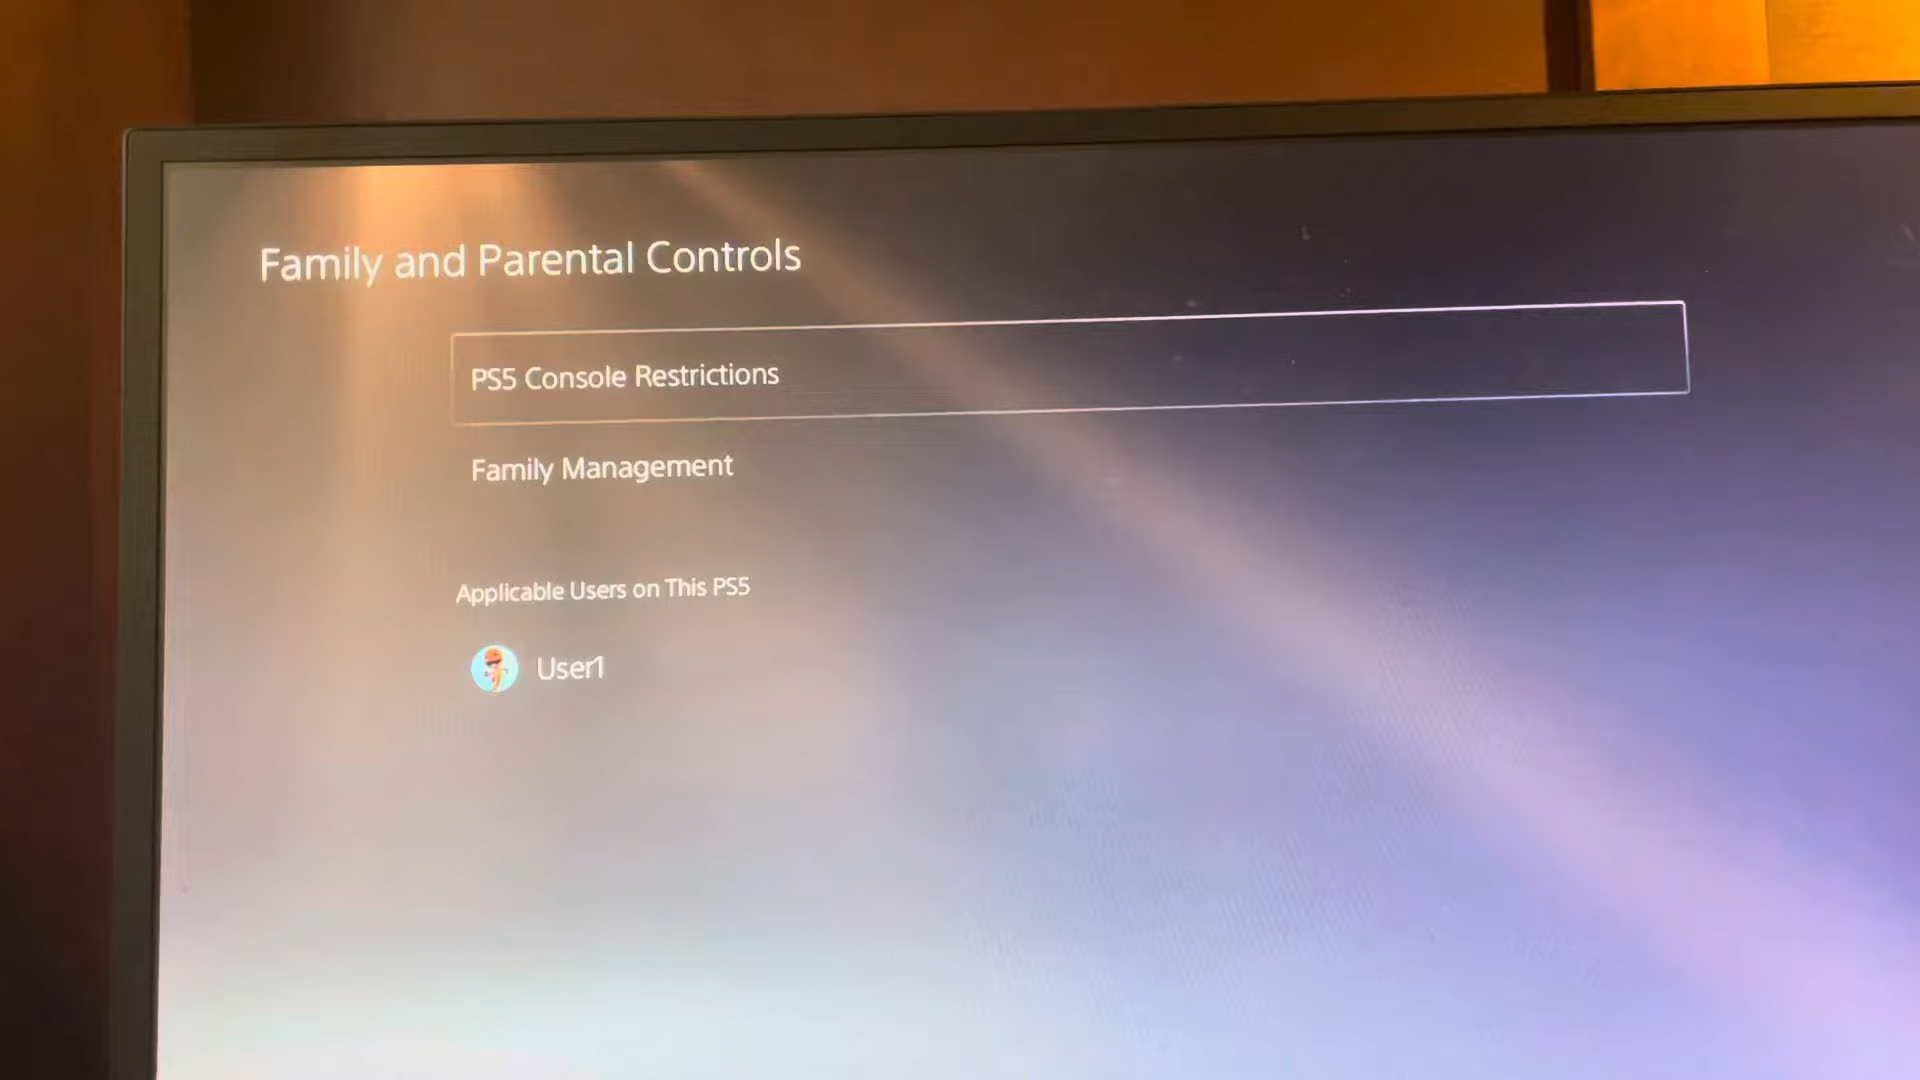 Family and Parental Controls
PS5 Console Restrictions
Family Management
Applicable Users on This PS5
User1